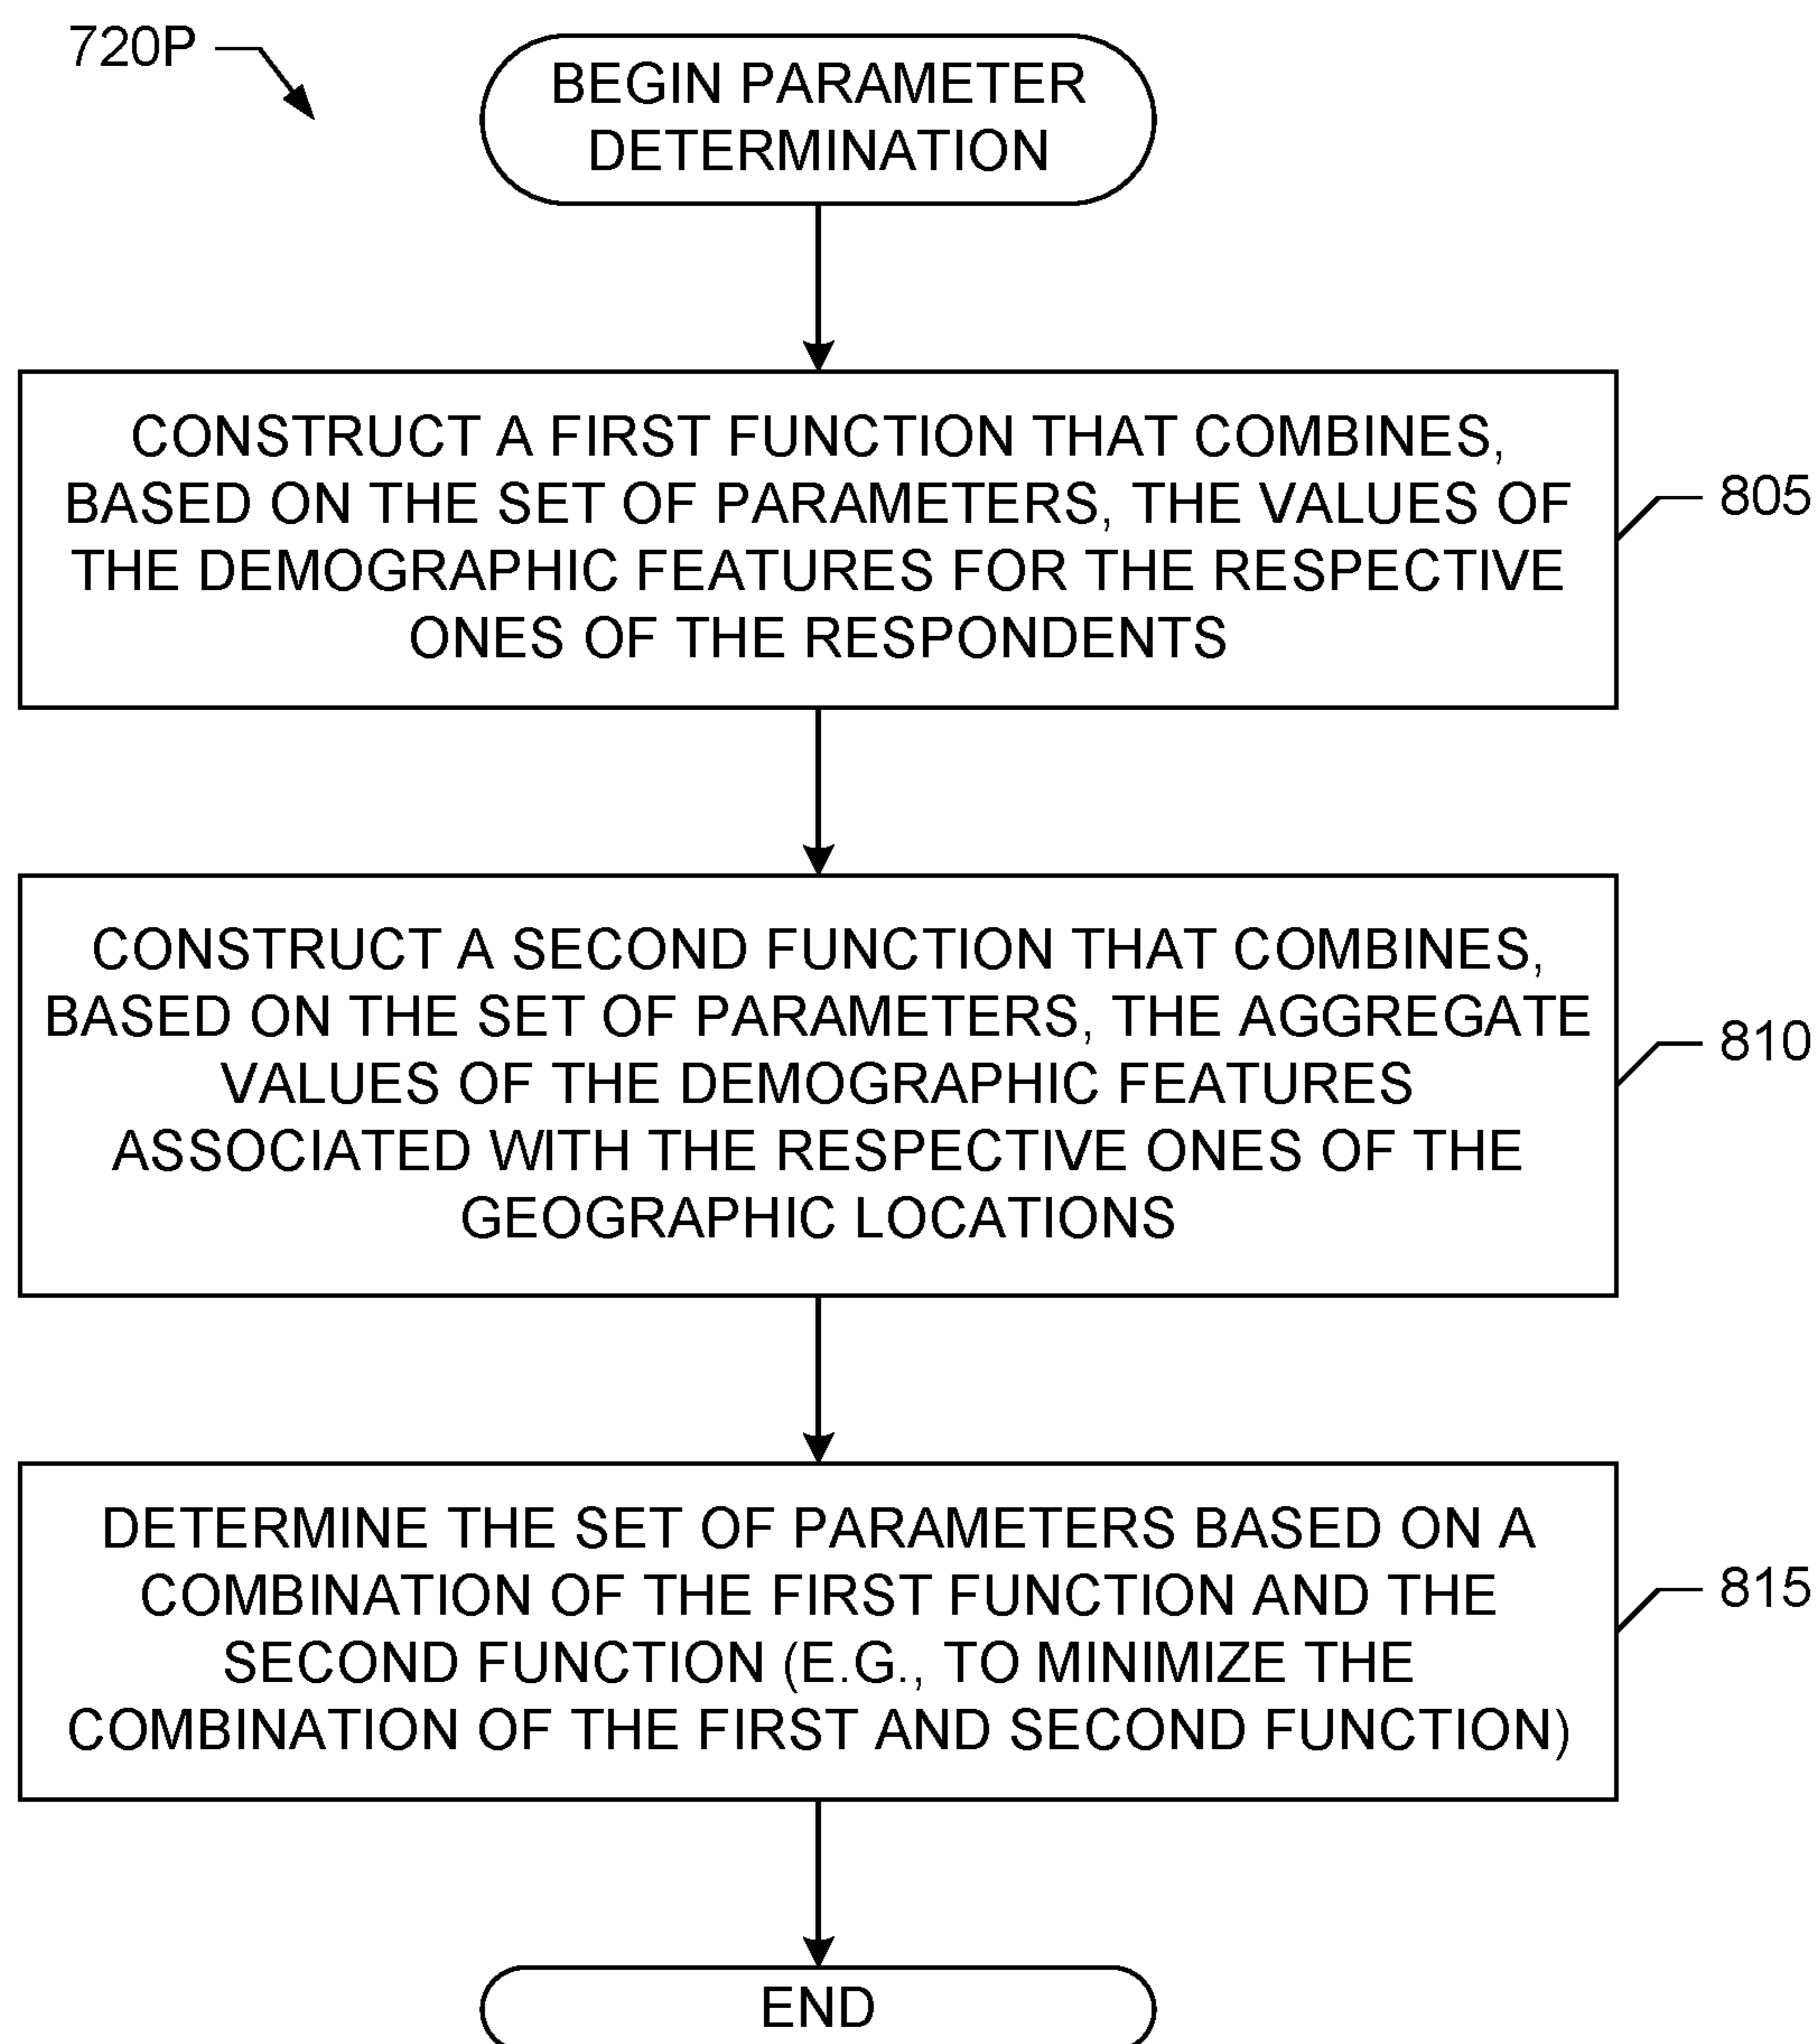 720P
BEGIN PARAMETER
DETERMINATION
CONSTRUCT A FIRST FUNCTION THAT COMBINES,
BASED ON THE SET OF PARAMETERS, THE VALUES OF
THE DEMOGRAPHIC FEATURES FOR THE RESPECTIVE
ONES OF THE RESPONDENTS
805
CONSTRUCT A SECOND FUNCTION THAT COMBINES,
BASED ON THE SET OF PARAMETERS, THE AGGREGATE
VALUES OF THE DEMOGRAPHIC FEATURES
ASSOCIATED WITH THE RESPECTIVE ONES OF THE
GEOGRAPHIC LOCATIONS
810
DETERMINE THE SET OF PARAMETERS BASED ON A
COMBINATION OF THE FIRST FUNCTION AND THE
SECOND FUNCTION (E.G., TO MINIMIZE THE
COMBINATION OF THE FIRST AND SECOND FUNCTION)
815
END